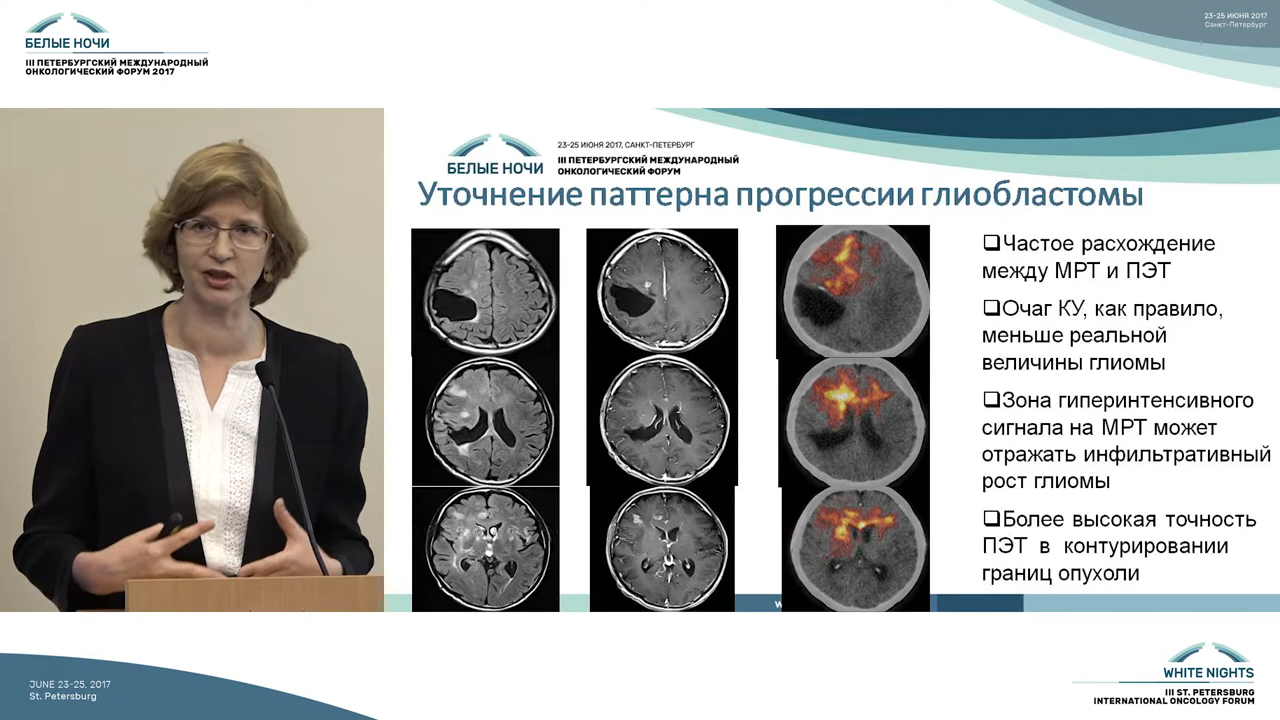 БЕЛЫЕ НОЧИ
III ПЕТЕРБУРГСКИЙ МЕЖДУНАРОДНЫЙ
ОНКОЛОГИЧЕСКИЙ ФОРУМ 2017
23-25 ИЮНЯ 2017
Санкт-Петербург
БЕЛЫЕ НОЧИ
23-25 ИЮНЯ 2017, САНКТ-ПЕТЕРБУРГ
III ПЕТЕРБУРГСКИЙ МЕЖДУНАРОДНЫЙ
ОНКОЛОГИЧЕСКИЙ ФОРУМ
Уточнение паттерна прогрессии глиобластомы
❑Частое расхождение
между МРТ и ПЭТ
❑Очаг КУ, как правило,
меньше реальной
величины глиомы
❑Зона гиперинтенсивного
сигнала на МРТ может
отражать инфильтративный
рост глиомы
❑Более высокая точность
ПЭТ в контурировании
границ опухоли
JUNE 23-25, 2017
St. Petersburg
WHITE NIGHTS
III ST. PETERSBURG
INTERNATIONAL ONCOLOGY FORUM